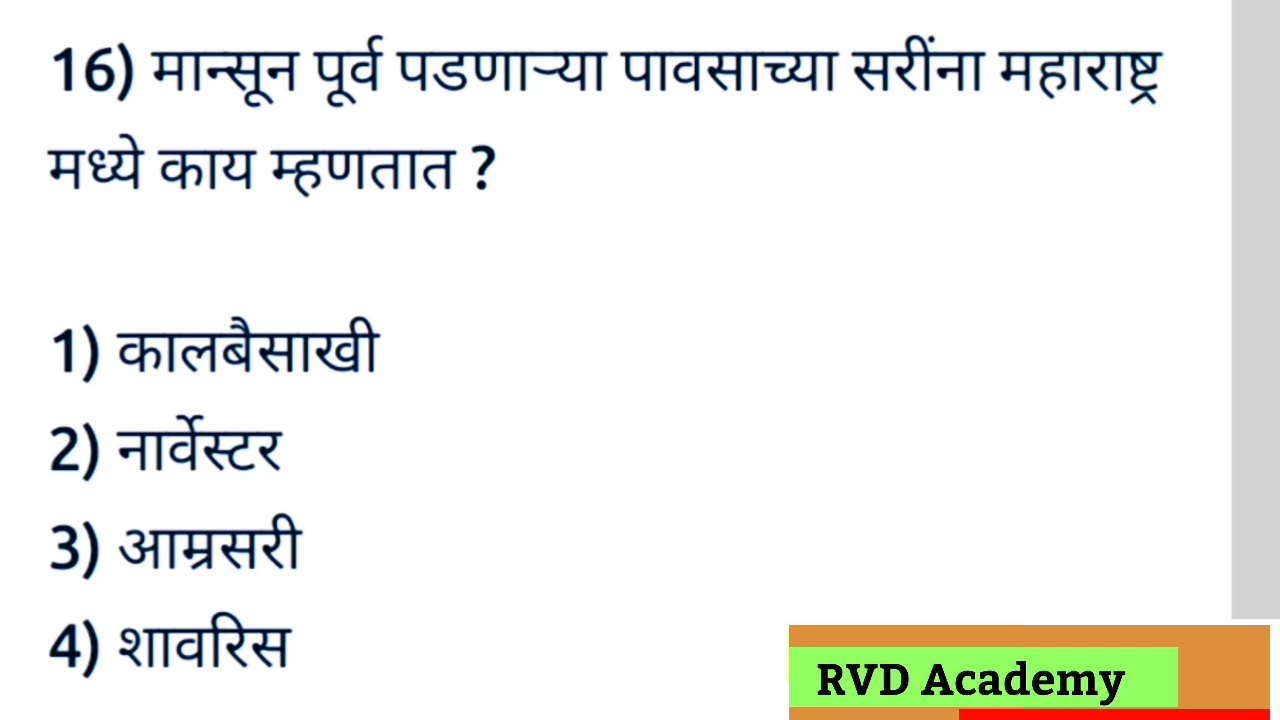 16) मान्सून पूर्व पडणाऱ्या पावसाच्या सरींना महाराष्ट्र
मध्ये काय म्हणतात ?
1) कालबैसाखी
2) नार्वेस्टर
3) आम्रसरी
4) शावरिस
RVD Academy